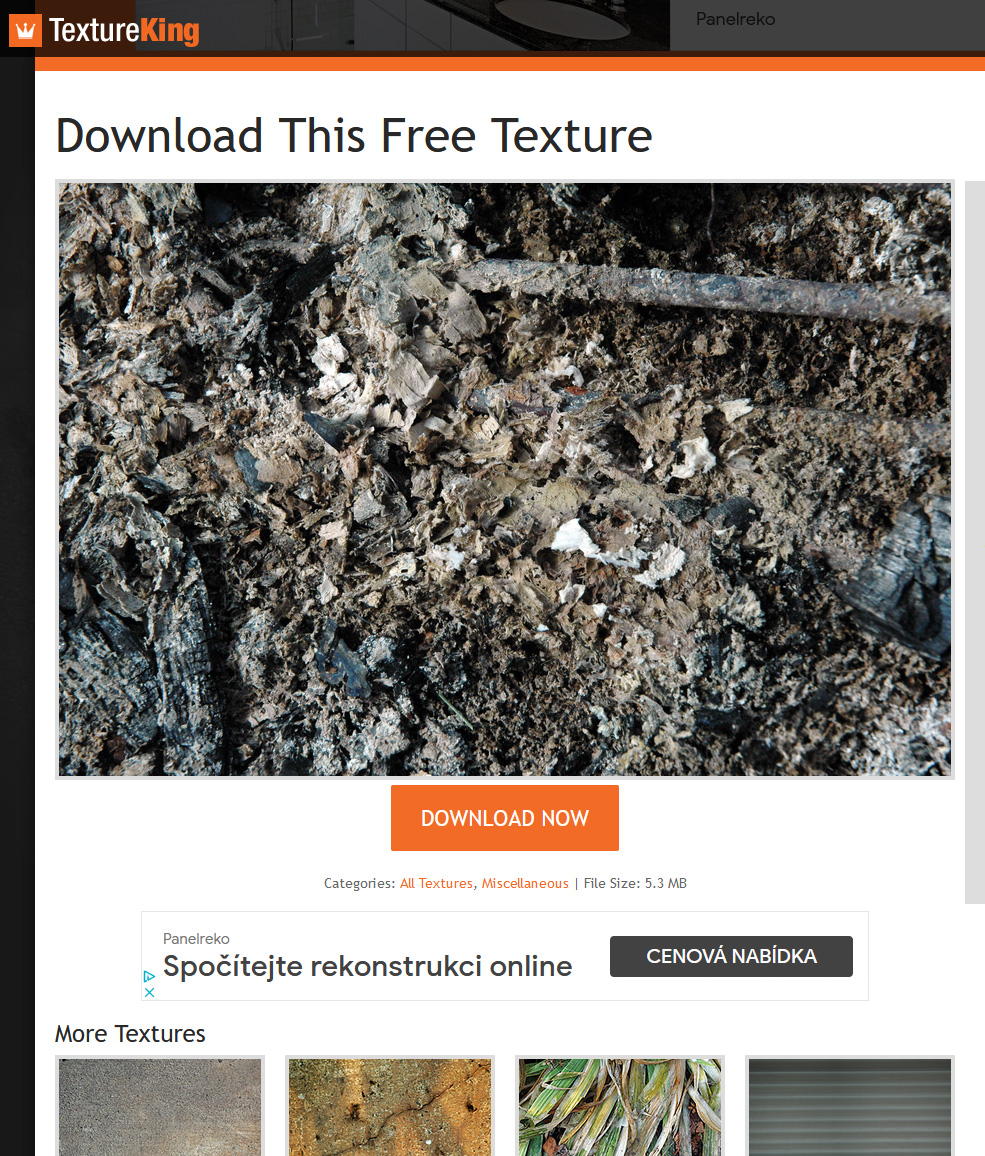 TextureKing
Panelreko
Download This Free Texture
DOWNLOAD NOW
Categories: All Textures, Miscellaneous | File Size: 5.3 MB
Panelreko
Spočítejte rekonstrukci online
CENOVÁ NABÍDKA
More Textures